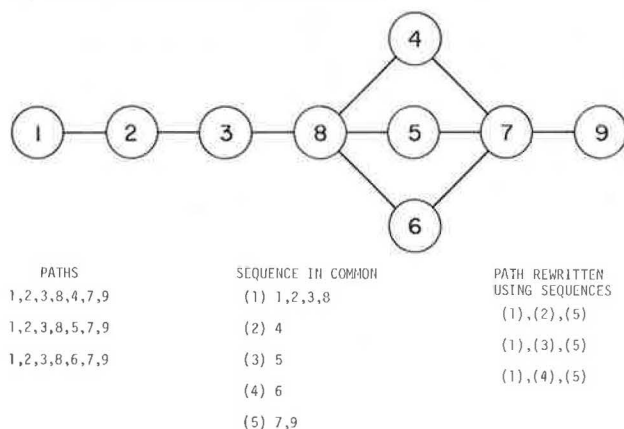 4
1 2 3 8 5 7 9
6
PATHS
1,2,3,8,4,7,9
1,2,3,8,5,7,9
1,2,3,8,6,7,9
SEQUENCE IN COMMON
(1) 1,2,3,8
(2) 4
(3) 5
(4) 6
(5) 7,9
PATH REWRITTEN
USING SEQUENCES
(1),(2),(5)
(1),(3),(5)
(1),(4),(5)